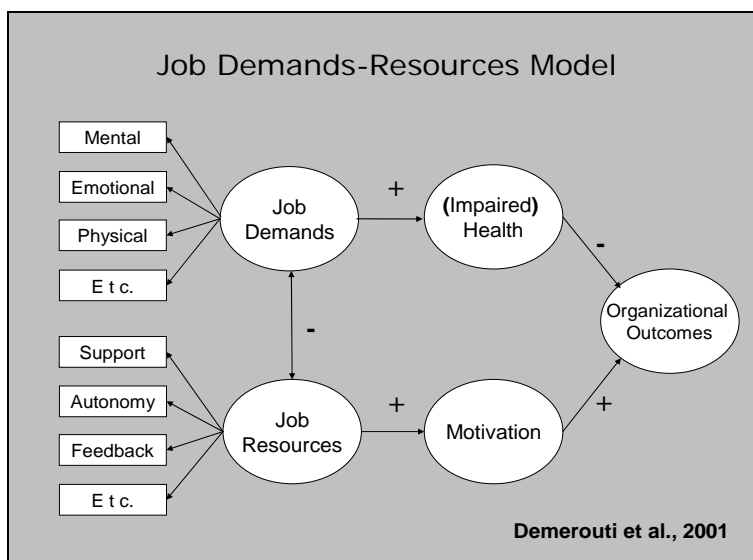 Job Demands-Resources Model
Mental
Emotional
Physical
E t c.
Job
Demands
+
(Impaired)
Health
-
Organizational
Outcomes
-
Support
Autonomy
Feedback
E t c.
Job
Resources
+
Motivation
+
Demerouti et al., 2001